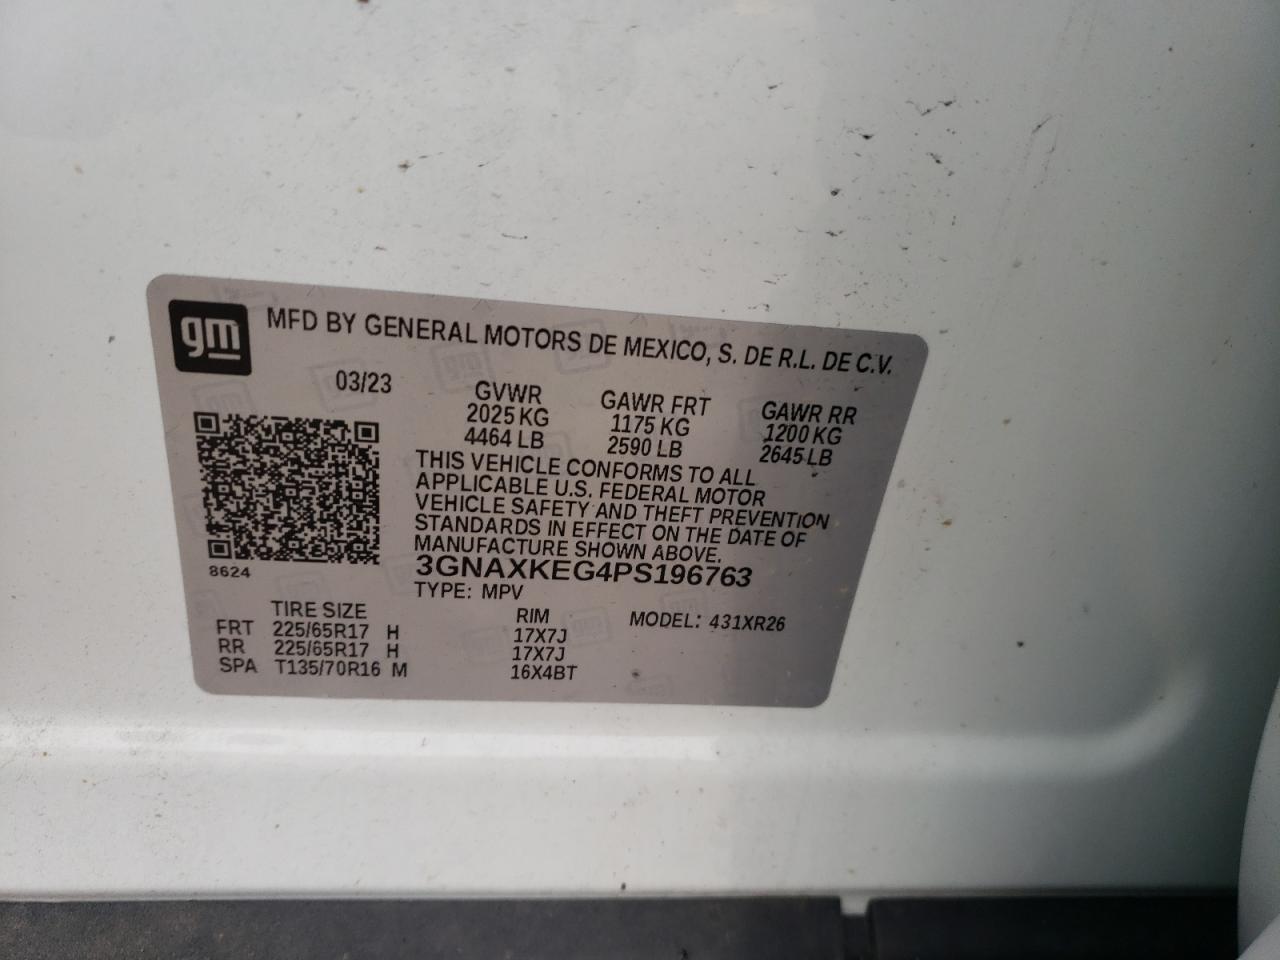 gm MFD BY GENERAL MOTORS DE MEXICO, S. DE R.L. DE C.V.
03/23 GVWR GAWR FRT GAWR RR
2025 KG 1175 KG 1200 KG
4464 LB 2590 LB 2645 LB
THIS VEHICLE CONFORMS TO ALL
APPLICABLE U.S. FEDERAL MOTOR
VEHICLE SAFETY AND THEFT PREVENTION
STANDARDS IN EFFECT ON THE DATE OF
MANUFACTURE SHOWN ABOVE.
8624 3GNAXKEG4PS196763
TYPE: MPV
TIRE SIZE RIM MODEL: 431XR26
FRT 225/65R17 H 17X7J
RR 225/65R17 H 17X7J
SPA T135/70R16 M 16X4BT